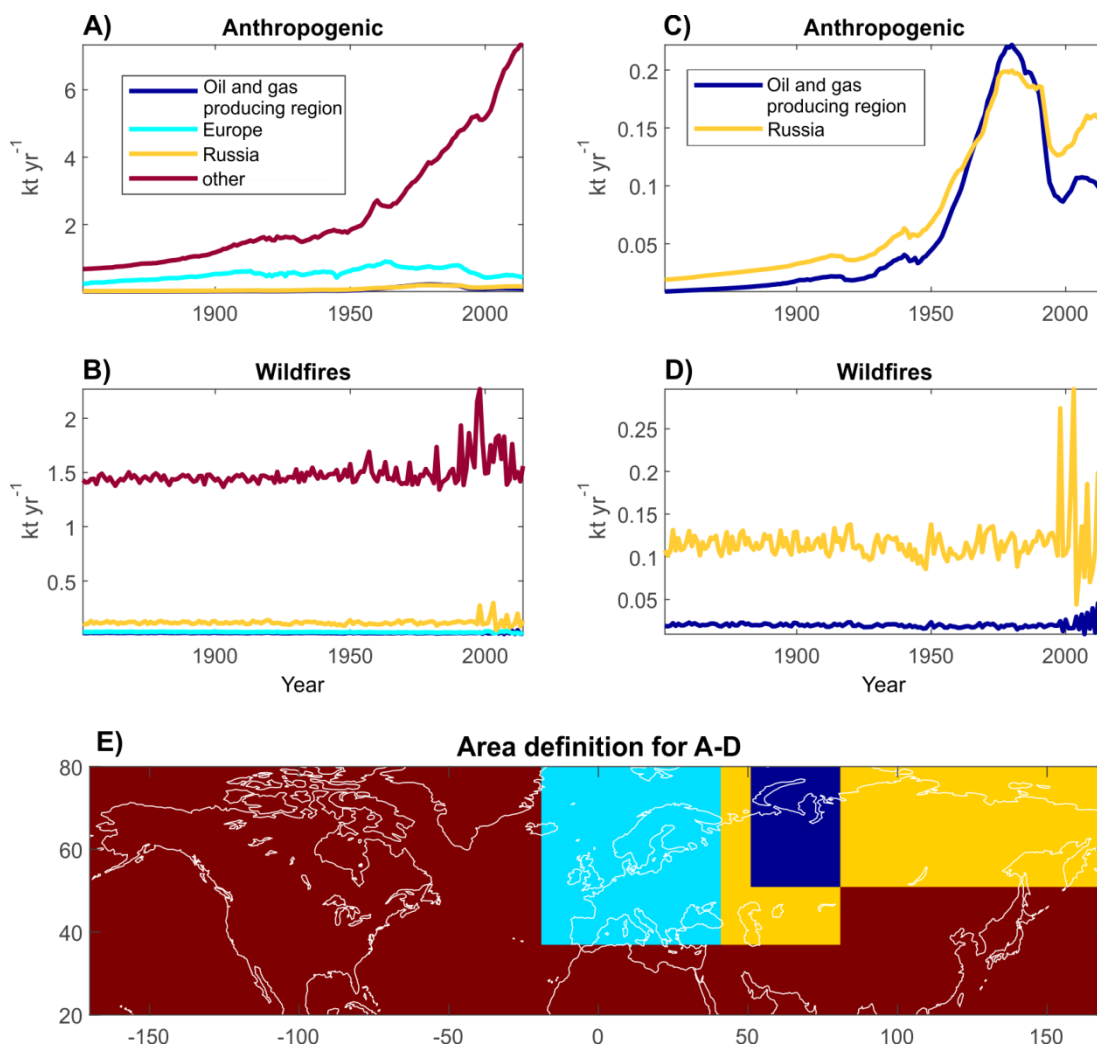 A)
Anthropogenic
6
4
2
kt yr-1
Oil and gas
producing region
Europe
Russia
other
1900
1950
2000
C)
Anthropogenic
0.2
0.15
0.1
0.05
kt yr-1
Oil and gas
producing region
Russia
1900
1950
2000
B)
Wildfires
2
1.5
1
0.5
kt yr-1
1900
1950
2000
Year
D)
Wildfires
0.25
0.2
0.15
0.1
0.05
kt yr-1
1900
1950
2000
Year
E)
Area definition for A-D
80
60
40
20
-150
-100
-50
0
50
100
150